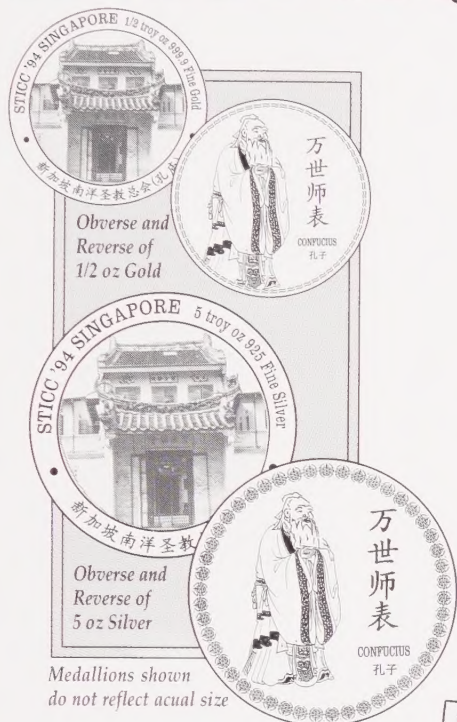 STICC '94 SINGAPORE 1/2 troy oz 999.9 Fine Gold
新加坡南洋圣教总会(孔
万世师表
CONFUCIUS
孔子
Obverse and
Reverse of
1/2 oz Gold
STICC '94 SINGAPORE 5 troy oz 925 Fine Silver
新加坡南洋圣教
万世师表
CONFUCIUS
孔子
Obverse and
Reverse of
5 oz Silver
Medallions shown
do not reflect acual size